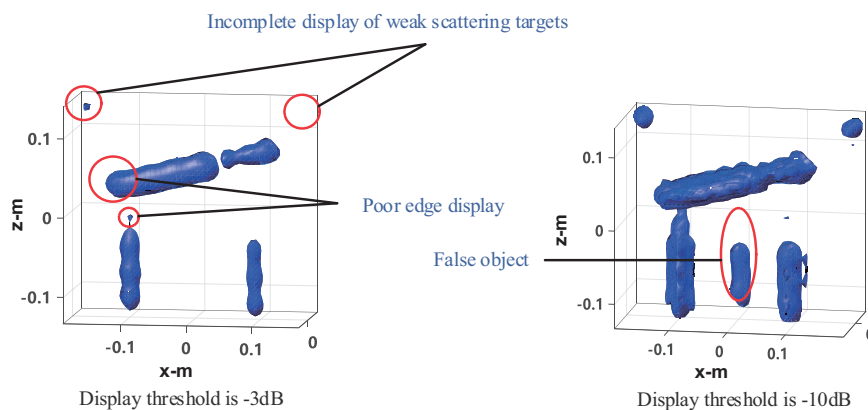 Incomplete display of weak scattering targets
0.1
0
-0.1
z-m
-0.1
0
0.1
0
x-m
Display threshold is -3dB
Poor edge display
False object
0.1
0
-0.1
z-m
-0.1
0
0.1
x-m
Display threshold is -10dB